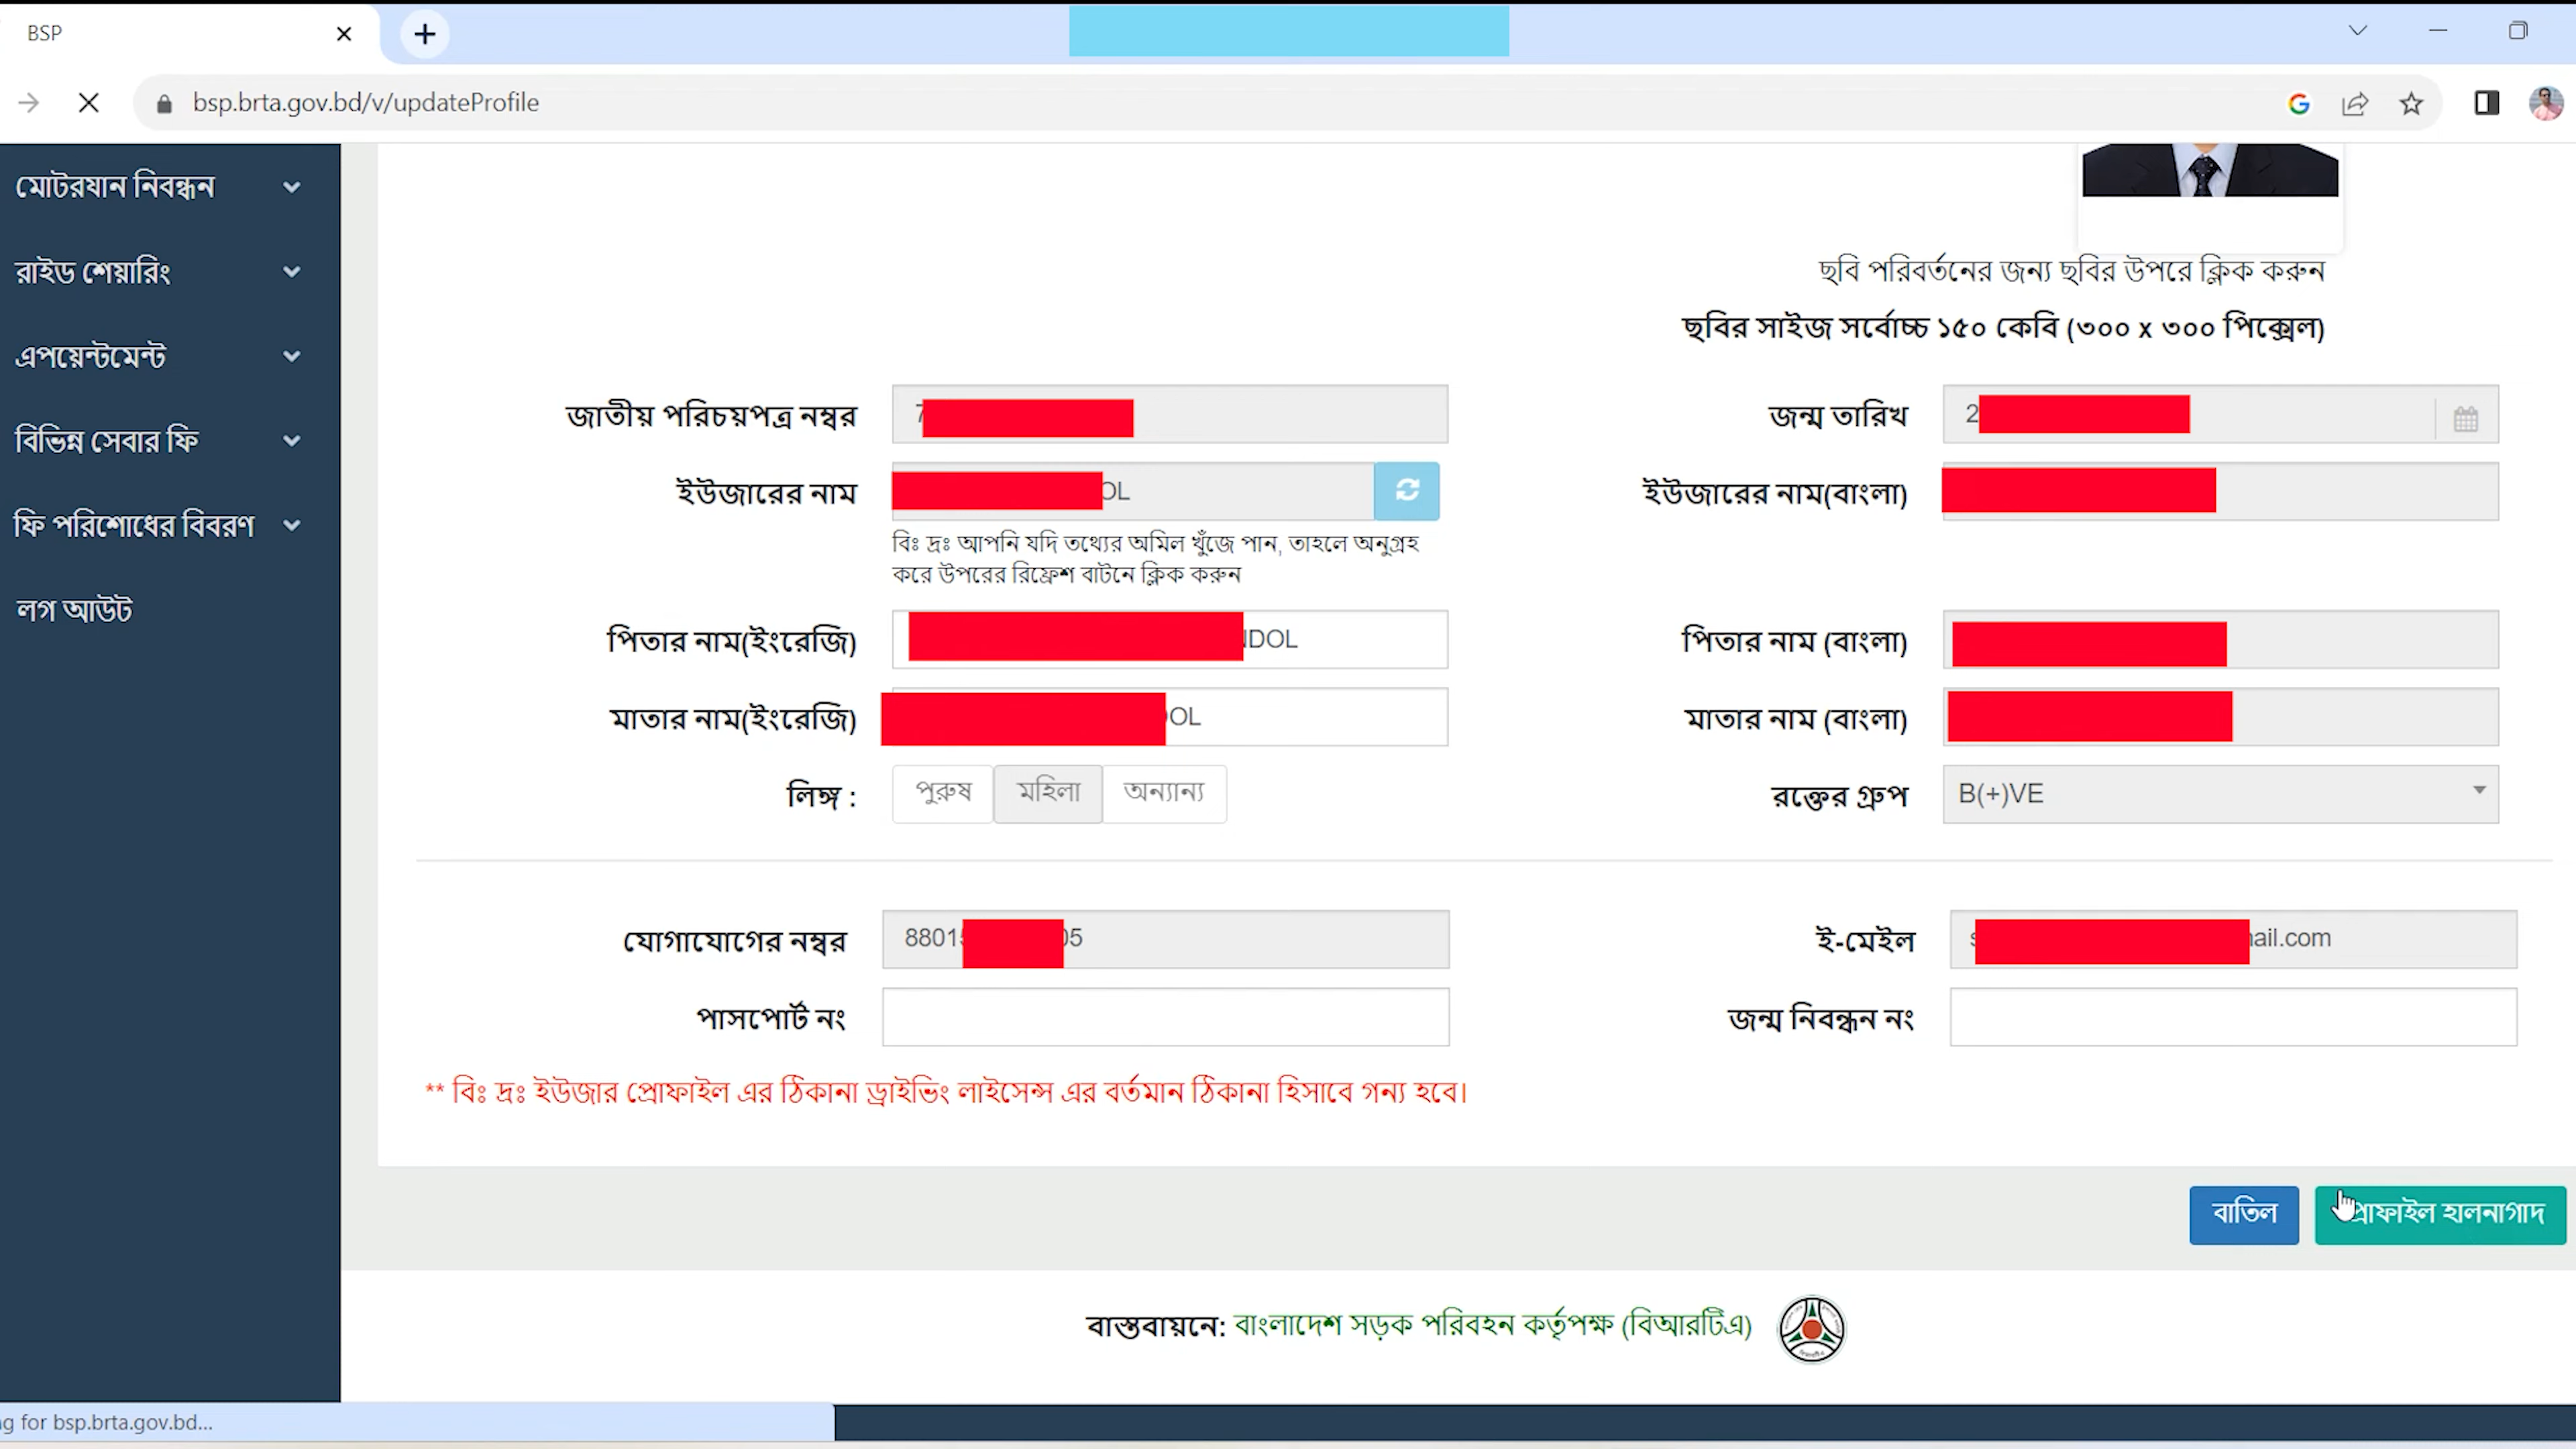 BSP
bsp.brta.gov.bd/v/updateProfile
মোটরযান নিবন্ধন
রাইড শেয়ারিং
এপয়েন্টমেন্ট
বিভিন্ন সেবার ফি
ফি পরিশোধের বিবরণ
লগ আউট
ছবি পরিবর্তনের জন্য ছবির উপরে ক্লিক করুন
ছবির সাইজ সর্বোচ্চ ১৫০ কেবি (৩০০ x ৩০০ পিক্সেল)
জাতীয় পরিচয়পত্র নম্বর 7
জন্ম তারিখ 2
ইউজারের নাম OL
ইউজারের নাম(বাংলা)
বিঃ দ্রঃ আপনি যদি তথ্যের অমিল খুঁজে পান, তাহলে অনুগ্রহ
করে উপরের রিফ্রেশ বাটনে ক্লিক করুন
পিতার নাম(ইংরেজি) NDOL
পিতার নাম (বাংলা)
মাতার নাম(ইংরেজি) OL
মাতার নাম (বাংলা)
লিঙ্গ : পুরুষ মহিলা অন্যান্য
রক্তের গ্রুপ B(+)VE
যোগাযোগের নম্বর 8801 05
ই-মেইল ail.com
পাসপোর্ট নং
জন্ম নিবন্ধন নং
** বিঃ দ্রঃ ইউজার প্রোফাইল এর ঠিকানা ড্রাইভিং লাইসেন্স এর বর্তমান ঠিকানা হিসাবে গন্য হবে।
বাতিল
প্রোফাইল হালনাগাদ
বাস্তবায়নে: বাংলাদেশ সড়ক পরিবহন কর্তৃপক্ষ (বিআরটিএ)
g for bsp.brta.gov.bd...